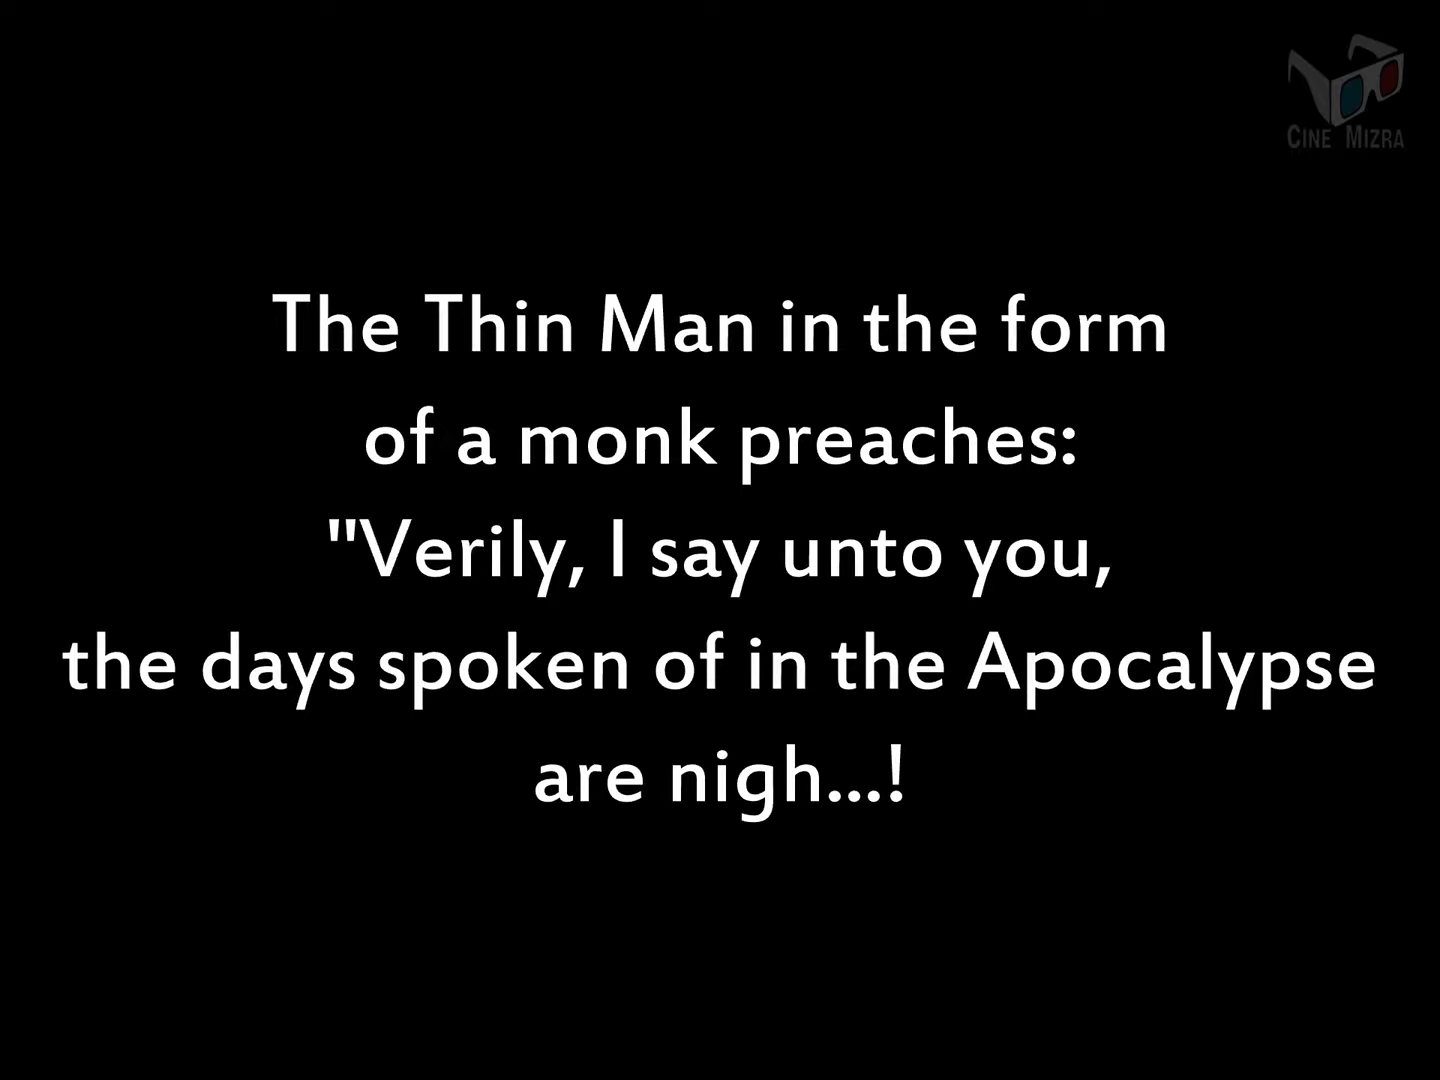 CINE MIZRA
The Thin Man in the form
of a monk preaches:
"Verily, I say unto you,
the days spoken of in the Apocalypse
are nigh...!